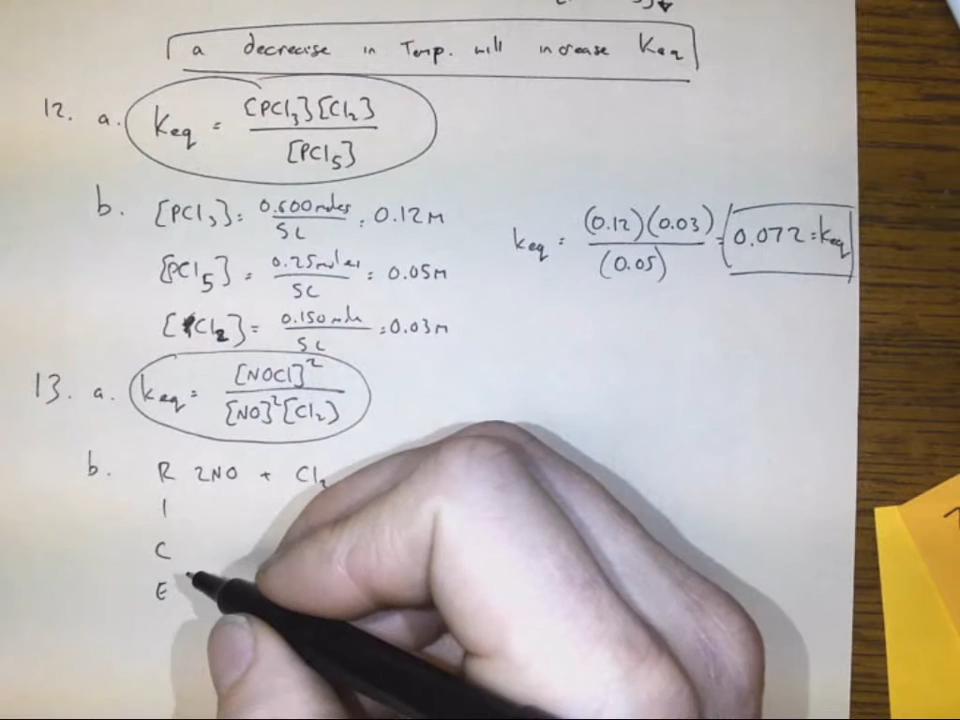 a decrease in Temp. will increase Keq
12. a. Keq = [PCl₃][Cl₂] / [PCl₅]
b. [PCl₃] = 0.600 moles / 5L = 0.12M
Keq = (0.12)(0.03) / (0.05) = 0.072 = Keq
[PCl₅] = 0.25 moles / 5L = 0.05M
[Cl₂] = 0.150 mole / 5L = 0.03M
13. a. Keq = [NOCl]² / [NO]²[Cl₂]
b. R 2NO + Cl₂
I
C
E